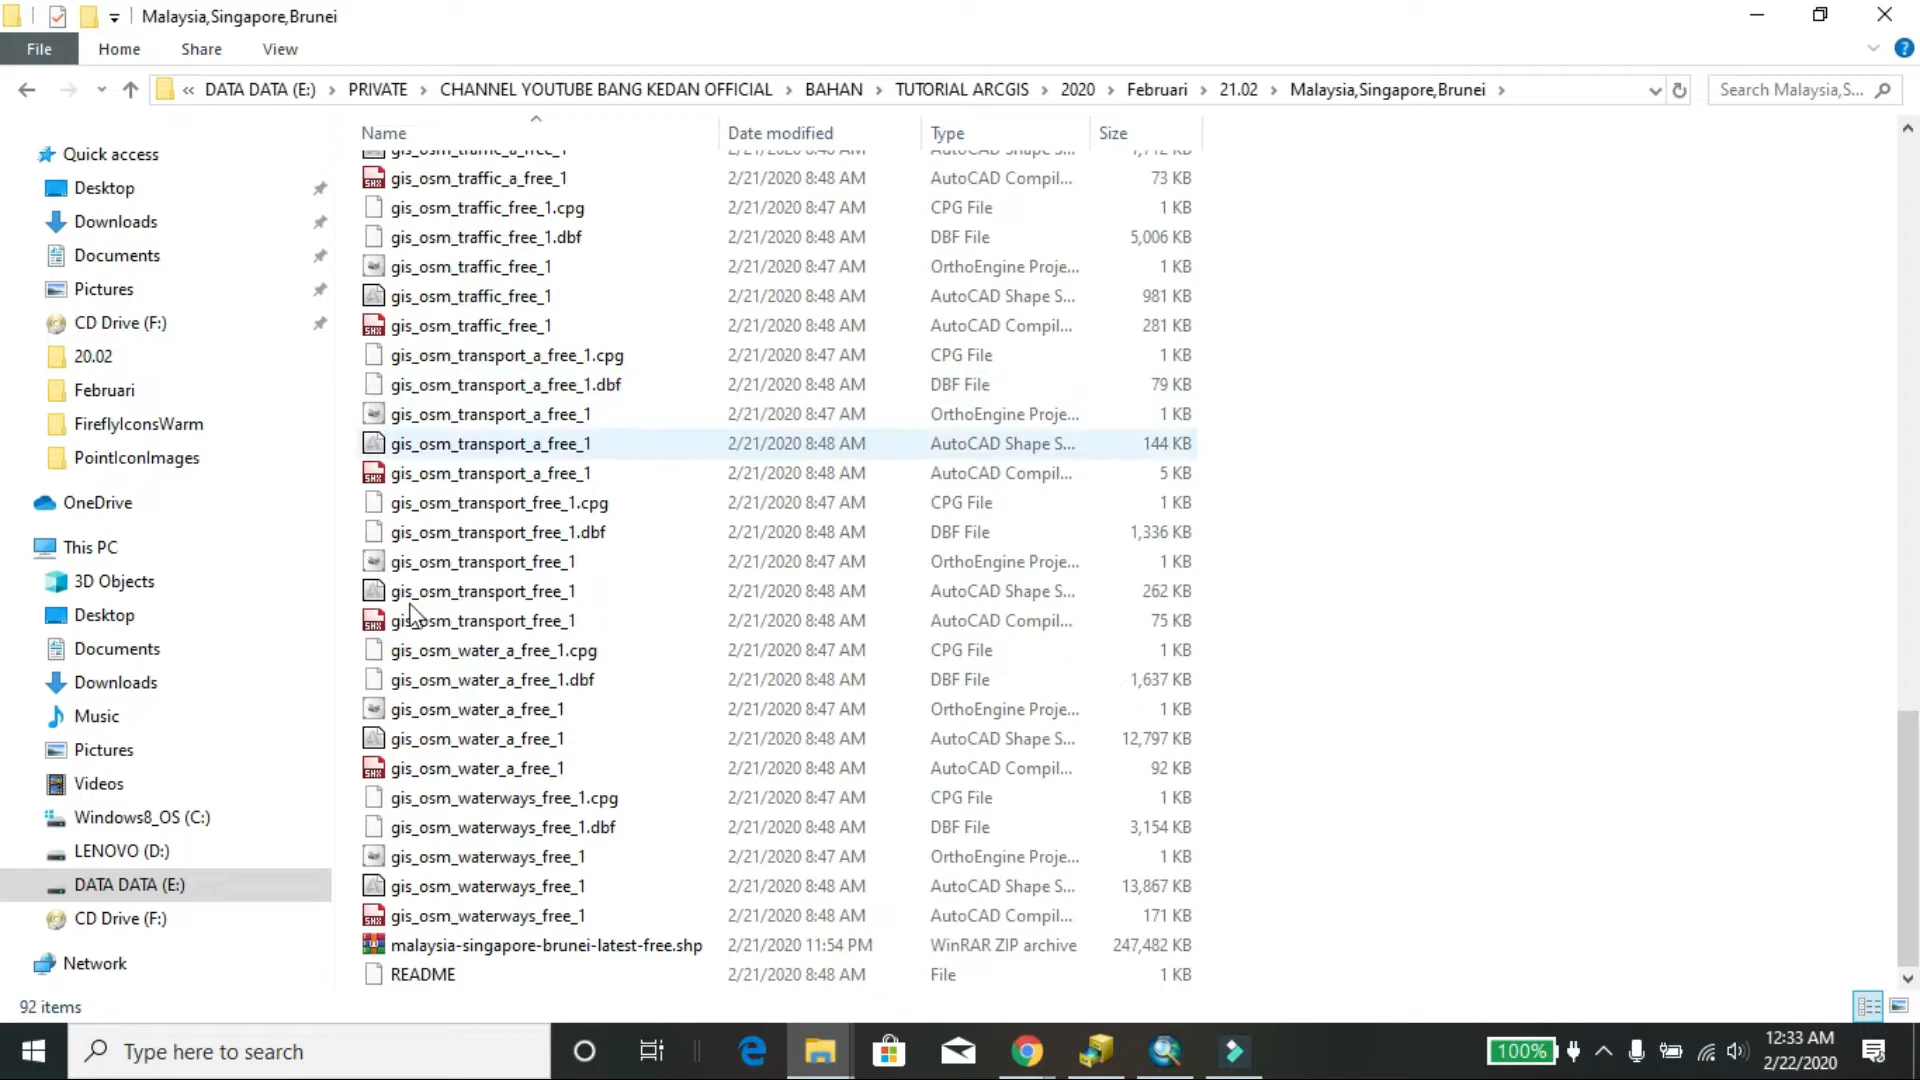 Malaysia,Singapore,Brunei
File Home Share View
« DATA DATA (E:) › PRIVATE › CHANNEL YOUTUBE BANG KEDAN OFFICIAL › BAHAN › TUTORIAL ARCGIS › 2020 › Februari › 21.02 › Malaysia,Singapore,Brunei › Search Malaysia,S...
Name Date modified Type Size
Quick access
Desktop
Downloads
Documents
Pictures
CD Drive (F:)
20.02
Februari
FireflyIconsWarm
PointIconImages
OneDrive
This PC
3D Objects
Desktop
Documents
Downloads
Music
Pictures
Videos
Windows8_OS (C:)
LENOVO (D:)
DATA DATA (E:)
CD Drive (F:)
Network
gis_osm_traffic_a_free_1 2/21/2020 8:48 AM AutoCAD Shape S... 1,712 KB
gis_osm_traffic_a_free_1 2/21/2020 8:48 AM AutoCAD Compil... 73 KB
gis_osm_traffic_free_1.cpg 2/21/2020 8:47 AM CPG File 1 KB
gis_osm_traffic_free_1.dbf 2/21/2020 8:48 AM DBF File 5,006 KB
gis_osm_traffic_free_1 2/21/2020 8:47 AM OrthoEngine Proje... 1 KB
gis_osm_traffic_free_1 2/21/2020 8:48 AM AutoCAD Shape S... 981 KB
gis_osm_traffic_free_1 2/21/2020 8:48 AM AutoCAD Compil... 281 KB
gis_osm_transport_a_free_1.cpg 2/21/2020 8:47 AM CPG File 1 KB
gis_osm_transport_a_free_1.dbf 2/21/2020 8:48 AM DBF File 79 KB
gis_osm_transport_a_free_1 2/21/2020 8:47 AM OrthoEngine Proje... 1 KB
gis_osm_transport_a_free_1 2/21/2020 8:48 AM AutoCAD Shape S... 144 KB
gis_osm_transport_a_free_1 2/21/2020 8:48 AM AutoCAD Compil... 5 KB
gis_osm_transport_free_1.cpg 2/21/2020 8:47 AM CPG File 1 KB
gis_osm_transport_free_1.dbf 2/21/2020 8:48 AM DBF File 1,336 KB
gis_osm_transport_free_1 2/21/2020 8:47 AM OrthoEngine Proje... 1 KB
gis_osm_transport_free_1 2/21/2020 8:48 AM AutoCAD Shape S... 262 KB
gis_osm_transport_free_1 2/21/2020 8:48 AM AutoCAD Compil... 75 KB
gis_osm_water_a_free_1.cpg 2/21/2020 8:47 AM CPG File 1 KB
gis_osm_water_a_free_1.dbf 2/21/2020 8:48 AM DBF File 1,637 KB
gis_osm_water_a_free_1 2/21/2020 8:47 AM OrthoEngine Proje... 1 KB
gis_osm_water_a_free_1 2/21/2020 8:48 AM AutoCAD Shape S... 12,797 KB
gis_osm_water_a_free_1 2/21/2020 8:48 AM AutoCAD Compil... 92 KB
gis_osm_waterways_free_1.cpg 2/21/2020 8:47 AM CPG File 1 KB
gis_osm_waterways_free_1.dbf 2/21/2020 8:48 AM DBF File 3,154 KB
gis_osm_waterways_free_1 2/21/2020 8:47 AM OrthoEngine Proje... 1 KB
gis_osm_waterways_free_1 2/21/2020 8:48 AM AutoCAD Shape S... 13,867 KB
gis_osm_waterways_free_1 2/21/2020 8:48 AM AutoCAD Compil... 171 KB
malaysia-singapore-brunei-latest-free.shp 2/21/2020 11:54 PM WinRAR ZIP archive 247,482 KB
README 2/21/2020 8:48 AM File 1 KB
92 items
Type here to search
100%
12:33 AM
2/22/2020